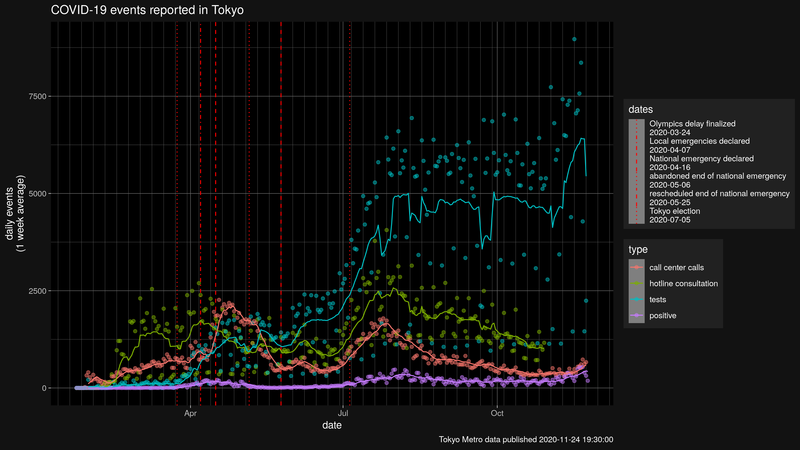 COVID-19 events reported in Tokyo
daily events
(1 week average)
7500
5000
2500
0
Apr
Jul
Oct
date
Tokyo Metro data published 2020-11-24 19:30:00
dates
Olympics delay finalized
2020-03-24
Local emergencies declared
2020-04-07
National emergency declared
2020-04-16
abandoned end of national emergency
2020-05-06
rescheduled end of national emergency
2020-05-25
Tokyo election
2020-07-05
type
call center calls
hotline consultation
tests
positive